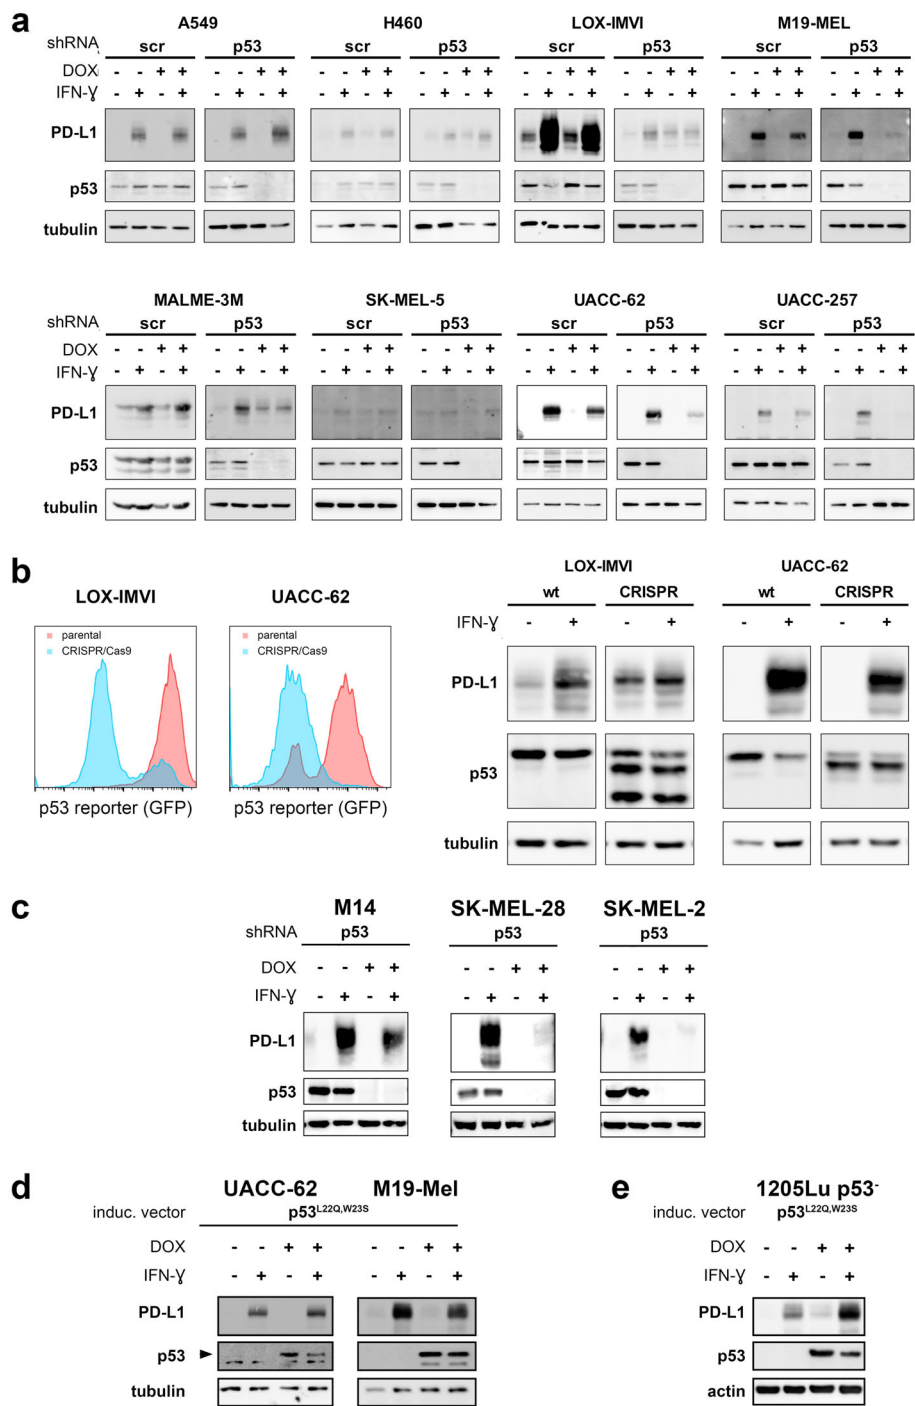 a
A549 H460 LOX-IMVI M19-MEL
shRNA scr p53 scr p53 scr p53 scr p53
DOX - - + + - - + + - - + + - - + + - - + + - - + + - - + + - - + +
IFN-Ɣ - + - + - + - + - + - + - + - + - + - + - + - + - + - + - + - +
PD-L1
p53
tubulin
MALME-3M SK-MEL-5 UACC-62 UACC-257
shRNA scr p53 scr p53 scr p53 scr p53
DOX - - + + - - + + - - + + - - + + - - + + - - + + - - + + - - + +
IFN-Ɣ - + - + - + - + - + - + - + - + - + - + - + - + - + - + - + - +
PD-L1
p53
tubulin
b
LOX-IMVI UACC-62
parental parental
CRISPR/Cas9 CRISPR/Cas9
p53 reporter (GFP) p53 reporter (GFP)
LOX-IMVI UACC-62
wt CRISPR wt CRISPR
IFN-Ɣ - + - + - + - +
PD-L1
p53
tubulin
c
M14 SK-MEL-28 SK-MEL-2
shRNA p53 p53 p53
DOX - - + + - - + + - - + +
IFN-Ɣ - + - + - + - + - + - +
PD-L1
p53
tubulin
d
UACC-62 M19-Mel
induc. vector p53L22Q,W23S
DOX - - + + - - + +
IFN-Ɣ - + - + - + - +
PD-L1
p53
tubulin
e
1205Lu p53-
induc. vector p53L22Q,W23S
DOX - - + +
IFN-Ɣ - + - +
PD-L1
p53
actin